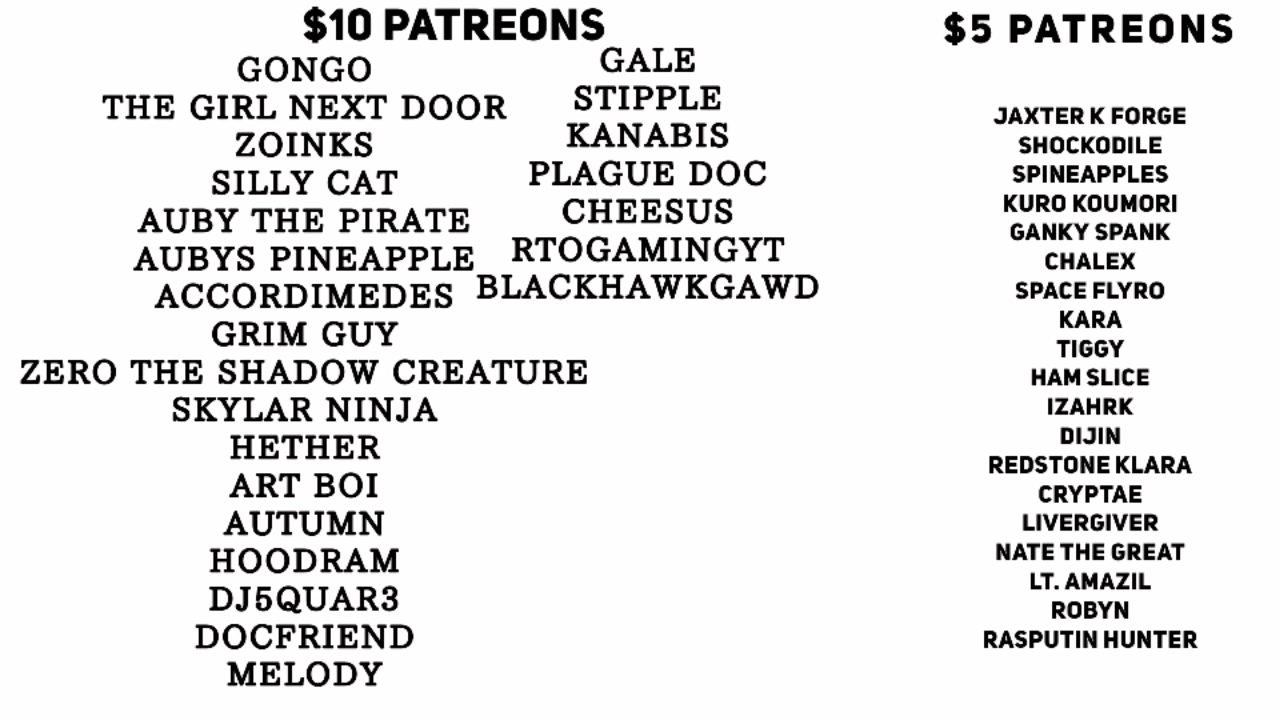 $10 PATREONS
GONGO
THE GIRL NEXT DOOR
ZOINKS
SILLY CAT
AUBY THE PIRATE
AUBYS PINEAPPLE
ACCORDIMEDES
GRIM GUY
ZERO THE SHADOW CREATURE
SKYLAR NINJA
HETHER
ART BOI
AUTUMN
HOODRAM
DJ5QUAR3
DOCFRIEND
MELODY
GALE
STIPPLE
KANABIS
PLAGUE DOC
CHEESUS
RTOGAMINGYT
BLACKHAWKGAWD
$5 PATREONS
JAXTER K FORGE
SHOCKODILE
SPINEAPPLES
KURO KOUMORI
GANKY SPANK
CHALEX
SPACE FLYRO
KARA
TIGGY
HAM SLICE
IZAHRK
DIJIN
REDSTONE KLARA
CRYPTAE
LIVERGIVER
NATE THE GREAT
LT. AMAZIL
ROBYN
RASPUTIN HUNTER